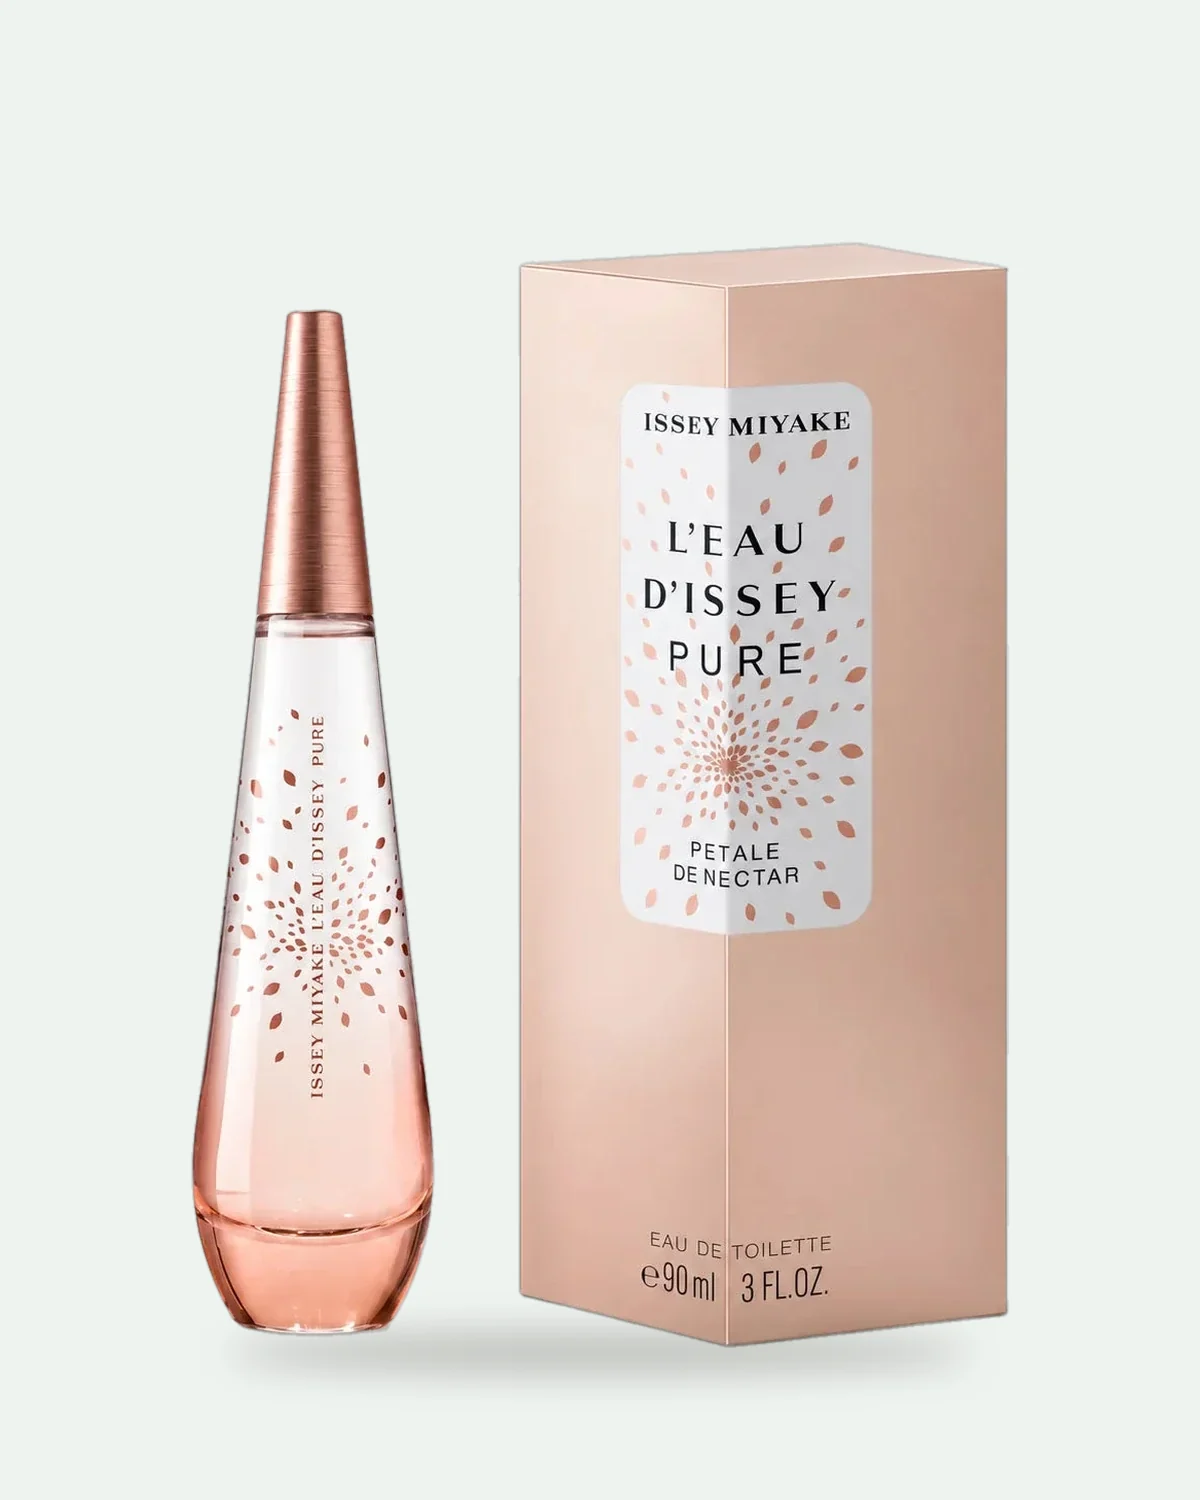 ISSEY MIYAKE L'EAU D'ISSEY PURE
ISSEY MIYAKE
L'EAU
D'ISSEY
PURE
PETALE
DE NECTAR
EAU DE TOILETTE
e90ml 3 FL.OZ.